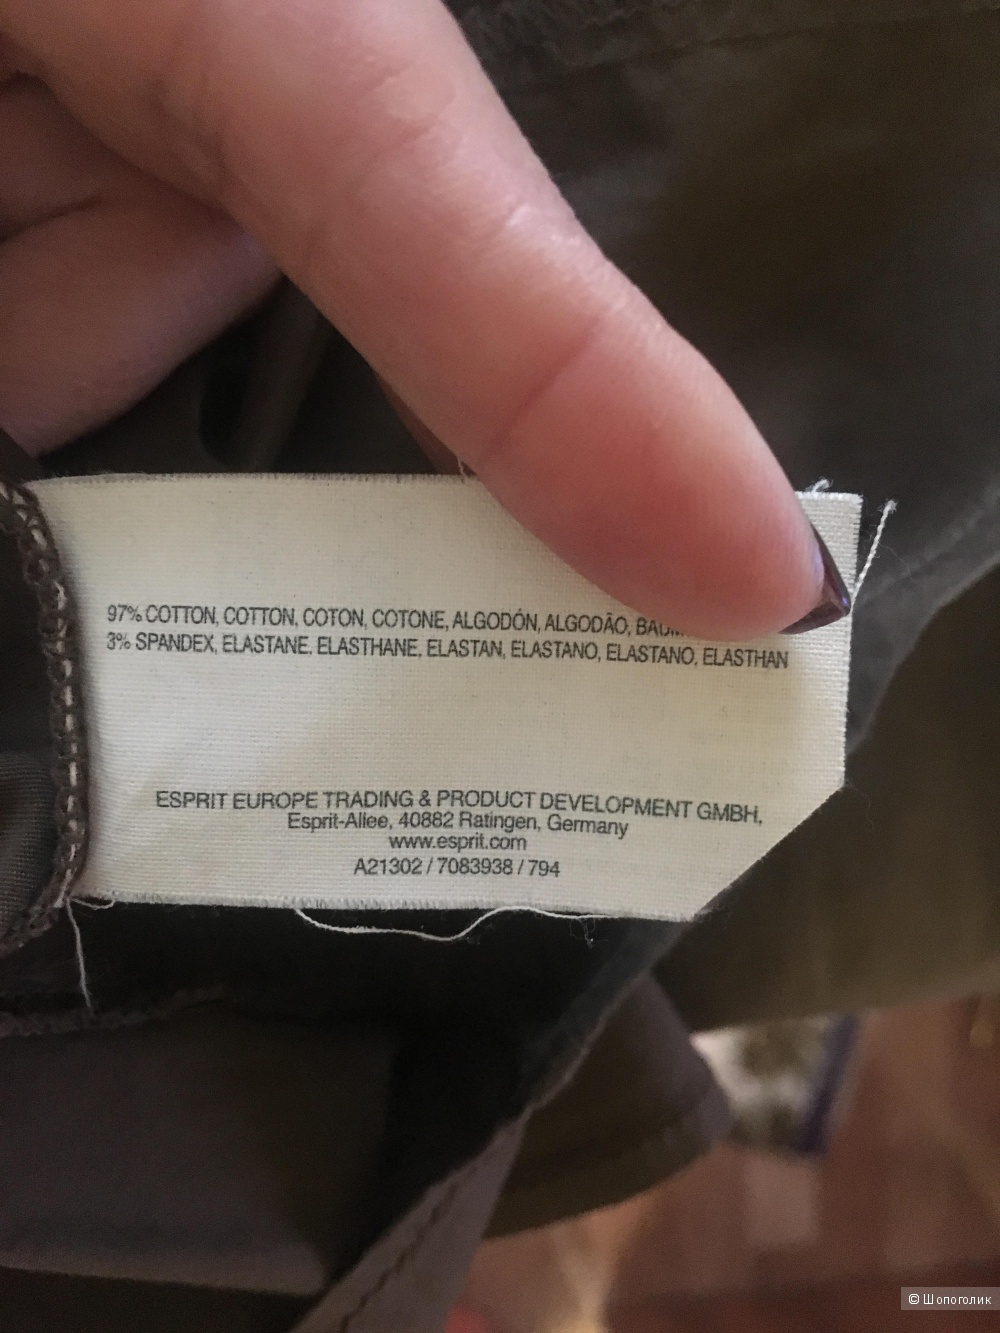 97% COTTON, COTTON, COTON, COTONE, ALGODÓN, ALGODÃO,
3% SPANDEX, ELASTANE, ELASTHANE, ELASTAN, ELASTANO, ELASTANO, ELASTHAN
ESPRIT EUROPE TRADING & PRODUCT DEVELOPMENT GMBH,
Esprit-Allee, 40882 Ratingen, Germany
www.esprit.com
A21302 / 7083938 / 794
© Шопоголик